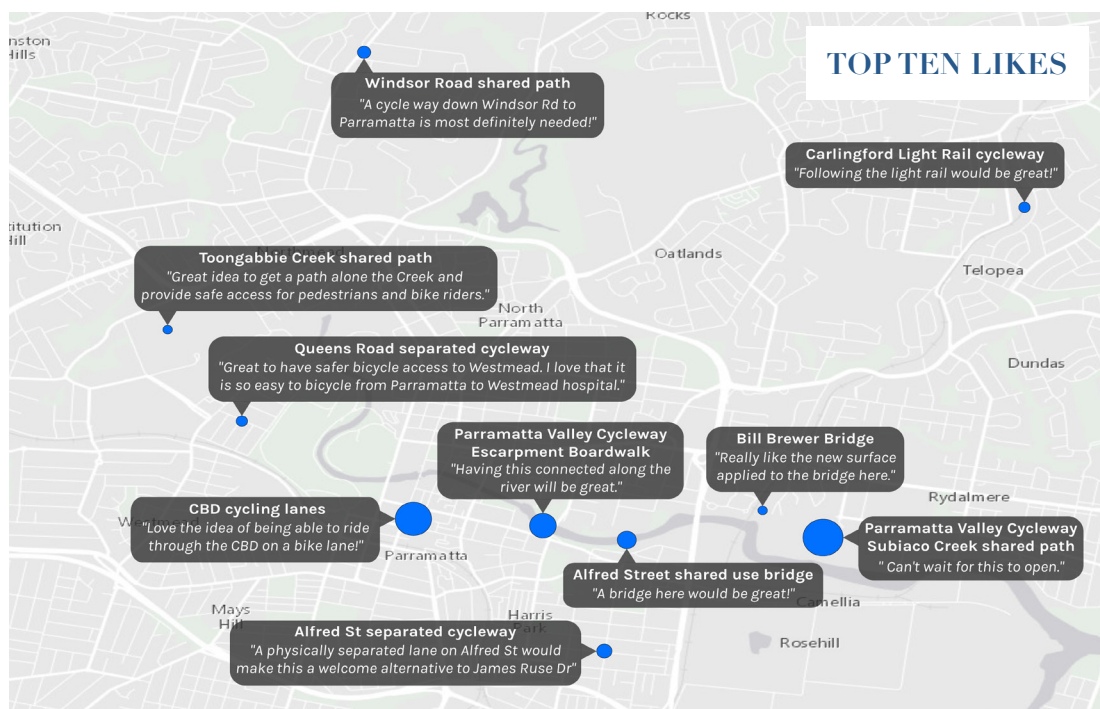 Rocks
nston
Hills
TOP TEN LIKES
Windsor Road shared path
"A cycle way down Windsor Rd to
Parramatta is most definitely needed!"
Carlingford Light Rail cycleway
"Following the light rail would be great!"
titution
Hill
Northmead
Toongabbie Creek shared path
"Great idea to get a path alone the Creek and
provide safe access for pedestrians and bike riders."
Oatlands
Telopea
North
Parramatta
Queens Road separated cycleway
"Great to have safer bicycle access to Westmead. I love that it
is so easy to bicycle from Parramatta to Westmead hospital."
Dundas
Parramatta Valley Cycleway
Escarpment Boardwalk
"Having this connected along the
river will be great."
Bill Brewer Bridge
"Really like the new surface
applied to the bridge here."
Rydalmere
CBD cycling lanes
Westmead
"Love the idea of being able to ride
through the CBD on a bike lane!"
Parramatta
Parramatta Valley Cycleway
Subiaco Creek shared path
" Can't wait for this to open."
Alfred Street shared use bridge
"A bridge here would be great!"
Camellia
Mays
Hill
Harris
Park
Rosehill
Alfred St separated cycleway
"A physically separated lane on Alfred St would
make this a welcome alternative to James Ruse Dr"